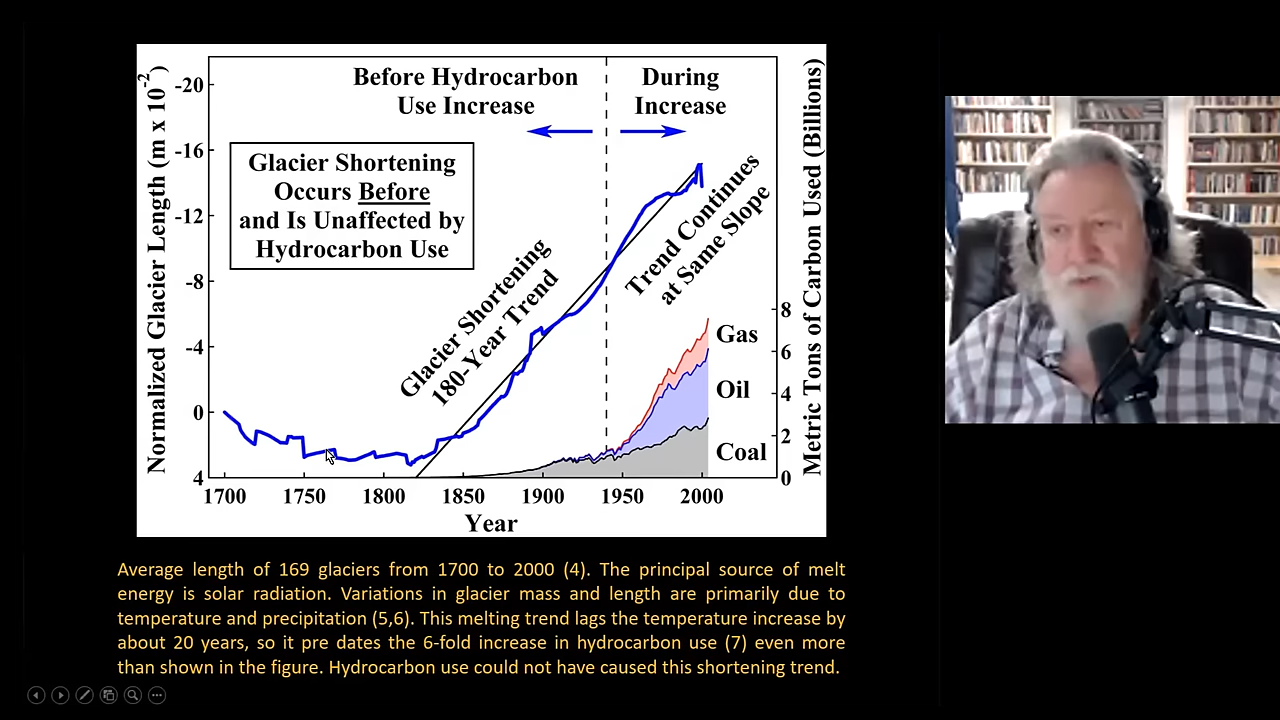 Before Hydrocarbon
Use Increase
During
Increase
Glacier Shortening
Occurs Before
and Is Unaffected by
Hydrocarbon Use
Normalized Glacier Length (m x 10⁻²)
-20
-16
-12
-8
-4
0
4
Glacier Shortening
180-Year Trend
Trend Continues
at Same Slope
Gas
Oil
Coal
8
6
4
2
0
Metric Tons of Carbon Used (Billions)
1700 1750 1800 1850 1900 1950 2000
Year
Average length of 169 glaciers from 1700 to 2000 (4). The principal source of melt
energy is solar radiation. Variations in glacier mass and length are primarily due to
temperature and precipitation (5,6). This melting trend lags the temperature increase by
about 20 years, so it pre dates the 6-fold increase in hydrocarbon use (7) even more
than shown in the figure. Hydrocarbon use could not have caused this shortening trend.